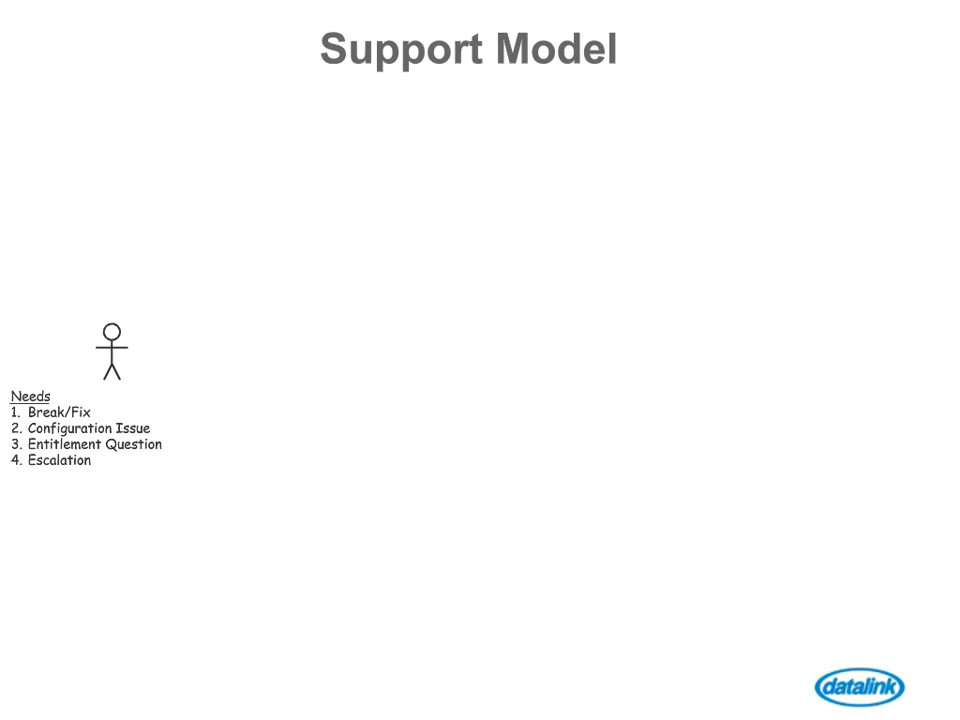 Support Model
Needs
1. Break/Fix
2. Configuration Issue
3. Entitlement Question
4. Escalation
datalink